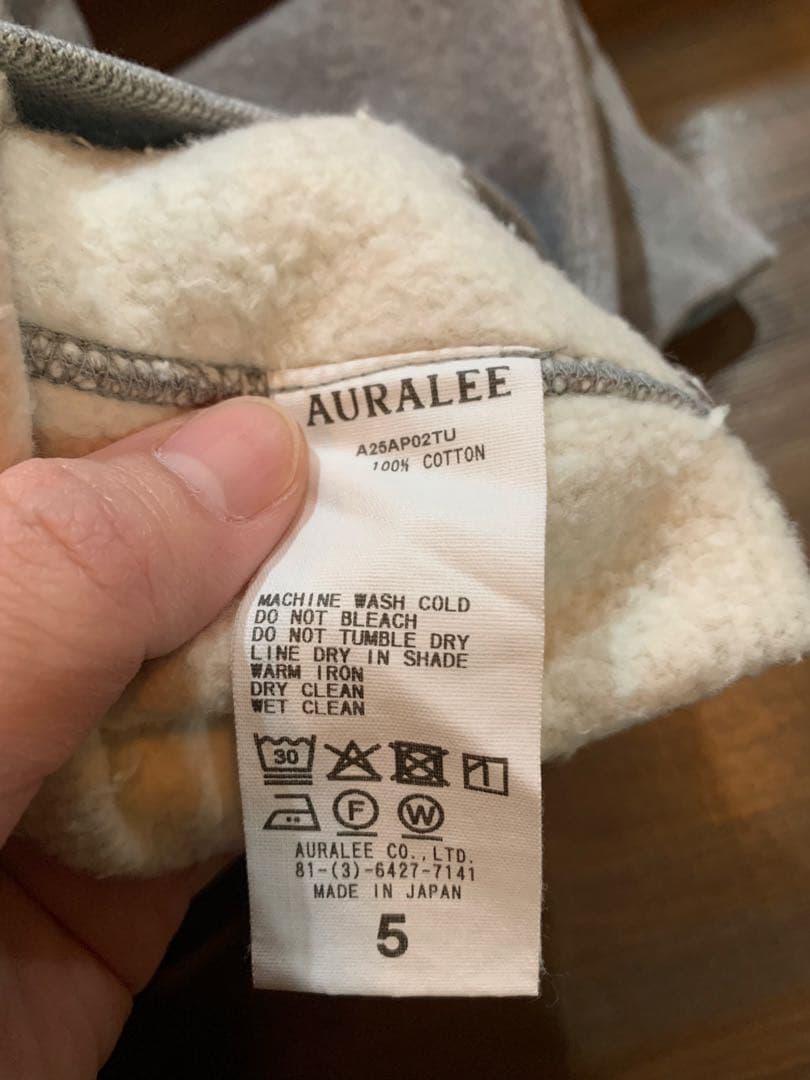 AURALEE
A25AP02TU
100% COTTON
MACHINE WASH COLD
DO NOT BLEACH
DO NOT TUMBLE DRY
LINE DRY IN SHADE
WARM IRON
DRY CLEAN
WET CLEAN
30
F W
AURALEE CO.,LTD.
81-(3)-6427-7141
MADE IN JAPAN
5